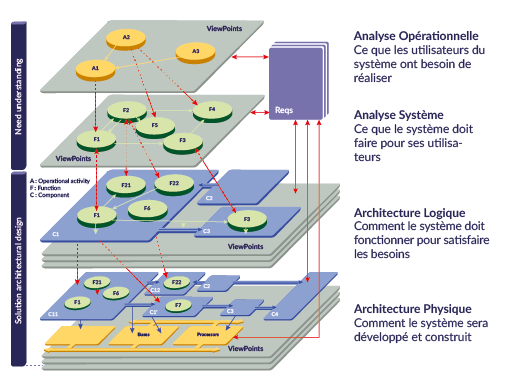 ViewPoints
A2
A3
A1
Need understanding
Reqs
Analyse Opérationnelle
Ce que les utilisateurs du
système ont besoin de
réaliser
F2
F4
F5
F1
F3
ViewPoints
Analyse Système
Ce que le système doit
faire pour ses utilisa-
teurs
A : Operational activity
F : Function
C : Component
F21
F22
C2
F1
F6
F3
C1
C3
ViewPoints
Solution architectural design
Architecture Logique
Comment le système doit
fonctionner pour satisfaire
les besoins
F21
F22
C12
C2
F6
F1
F7
C11
C1'
C3
C4
Processors
ViewPoints
Architecture Physique
Comment le système sera
développé et construit